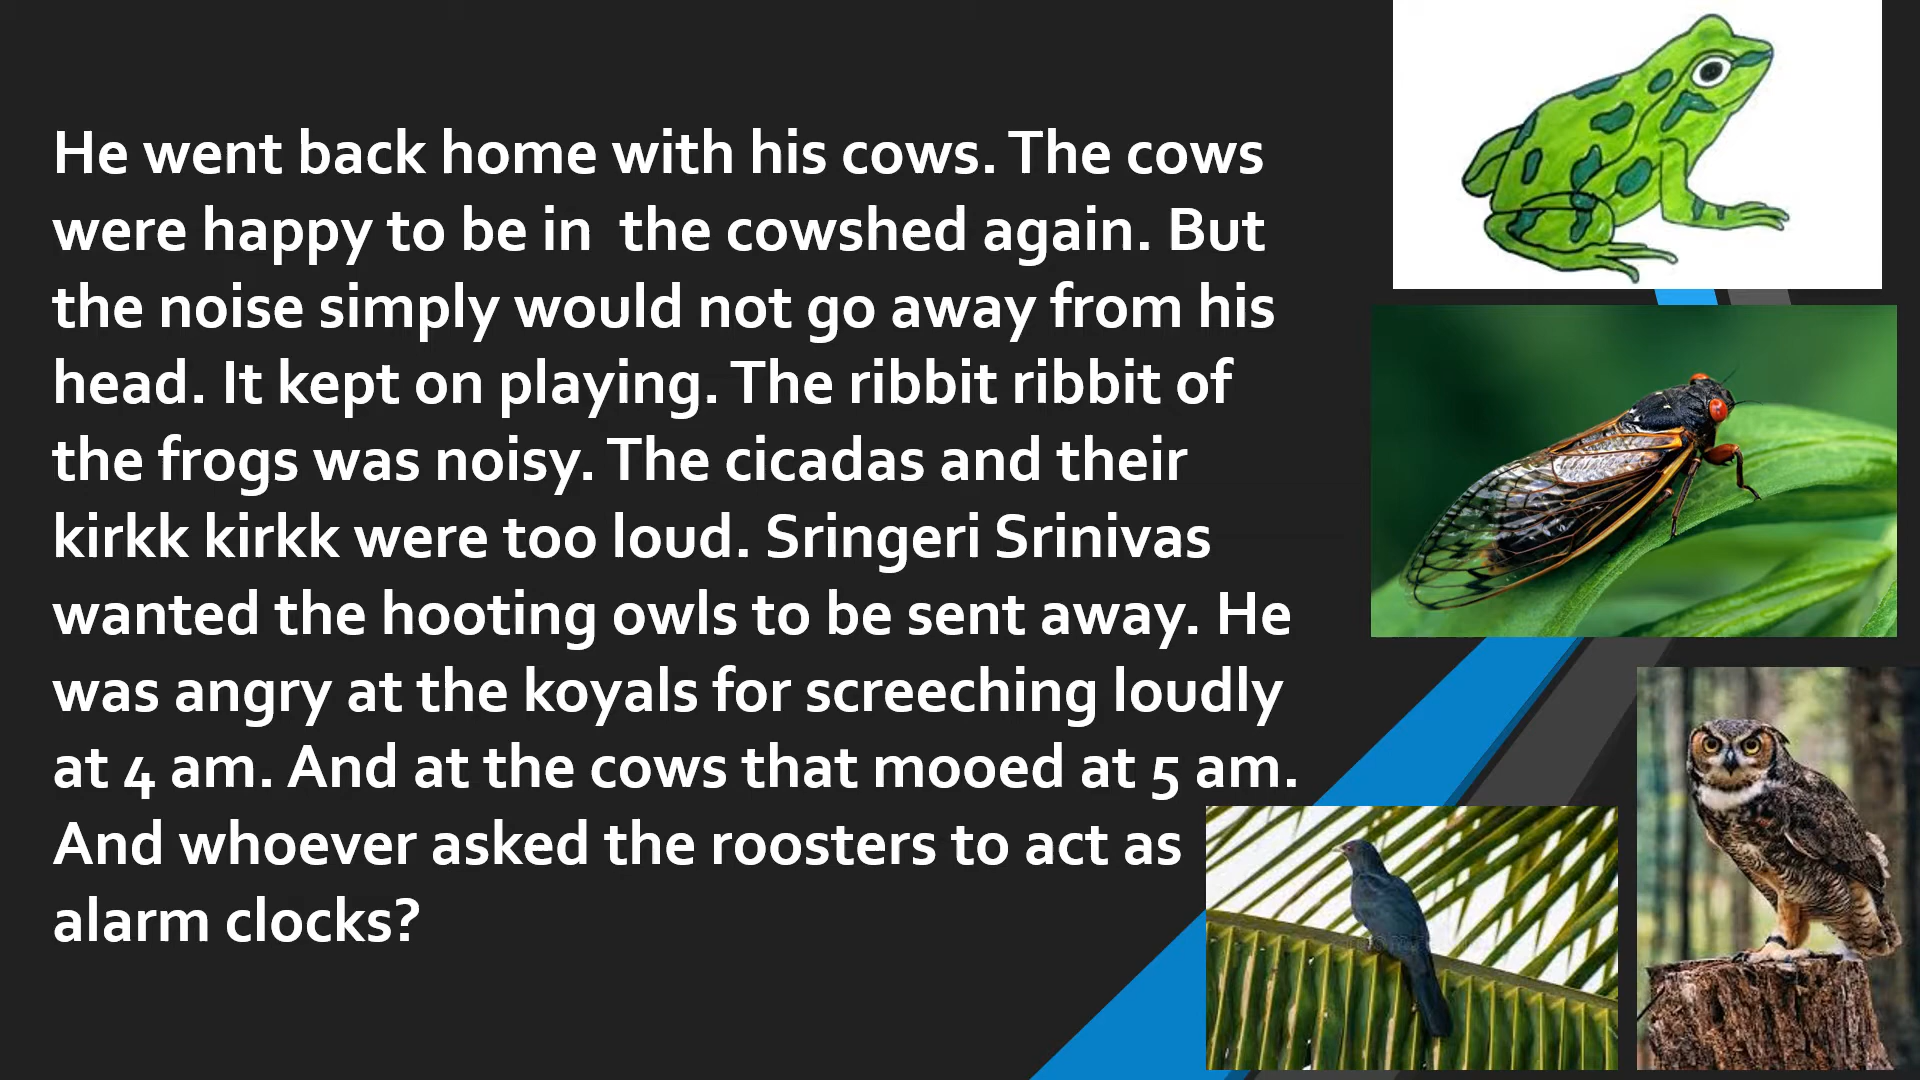 He went back home with his cows. The cows
were happy to be in  the cowshed again. But
the noise simply would not go away from his
head. It kept on playing. The ribbit ribbit of
the frogs was noisy. The cicadas and their
kirkk kirkk were too loud. Sringeri Srinivas
wanted the hooting owls to be sent away. He
was angry at the koyals for screeching loudly
at 4 am. And at the cows that mooed at 5 am.
And whoever asked the roosters to act as
alarm clocks?